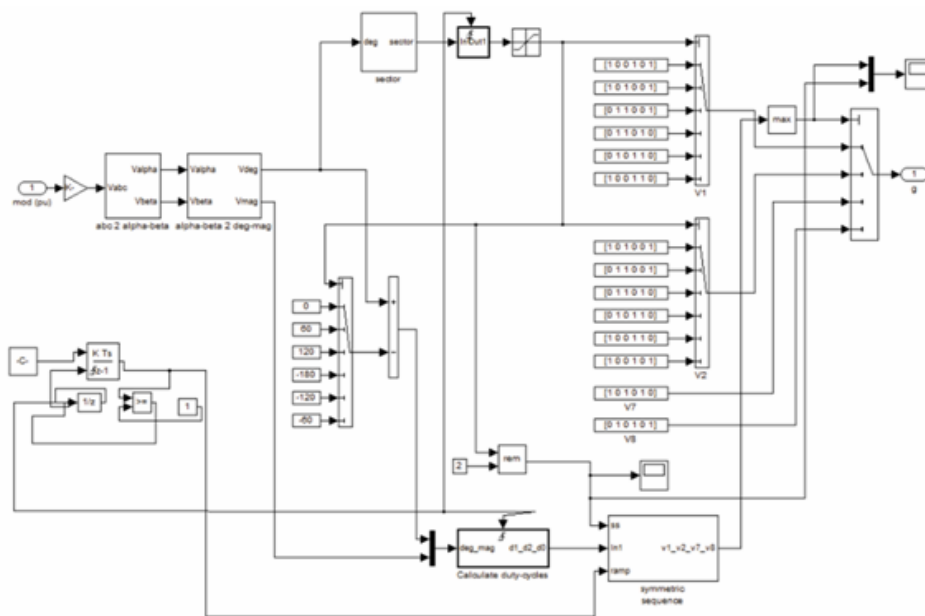 deg sector
sector
In Out1
[1 0 0 1 0 1]
[1 0 1 0 0 1]
[0 1 1 0 0 1]
[0 1 1 0 1 0]
[0 1 0 1 1 0]
[1 0 0 1 1 0]
V1
max
1
g
1
mod (pu)
K-
Vabc
Valpha
Vbeta
abc 2 alpha-beta
Valpha
Vbeta
Vdeg
Vmag
alpha-beta 2 deg-mag
[1 0 1 0 0 1]
[0 1 1 0 0 1]
[0 1 1 0 1 0]
[0 1 0 1 1 0]
[1 0 0 1 1 0]
[1 0 0 1 0 1]
V2
[1 0 1 0 1 0]
V7
[0 1 0 1 0 1]
V8
0
60
120
-180
-120
-60
+
-
-C-
K Ts
z-1
1/z
>=
1
2
rem
deg_mag d1_d2_d0
Calculate duty-cycles
ss
In1
ramp
v1_v2_v7_v8
symmetric
sequence